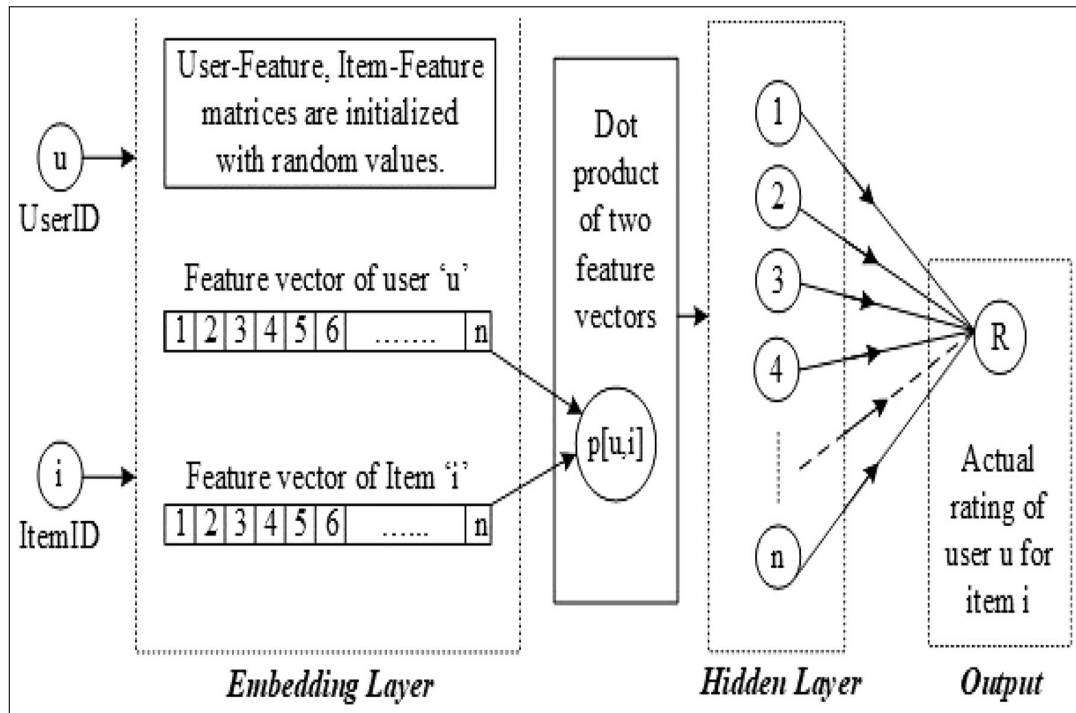 u
UserID
i
ItemID
User-Feature, Item-Feature
matrices are initialized
with random values.
Feature vector of user ‘u’
1 2 3 4 5 6 ……. n
Feature vector of Item ‘i’
1 2 3 4 5 6 …... n
Embedding Layer
Dot
product
of two
feature
vectors
p[u,i]
1
2
3
4
n
Hidden Layer
R
Actual
rating of
user u for
item i
Output